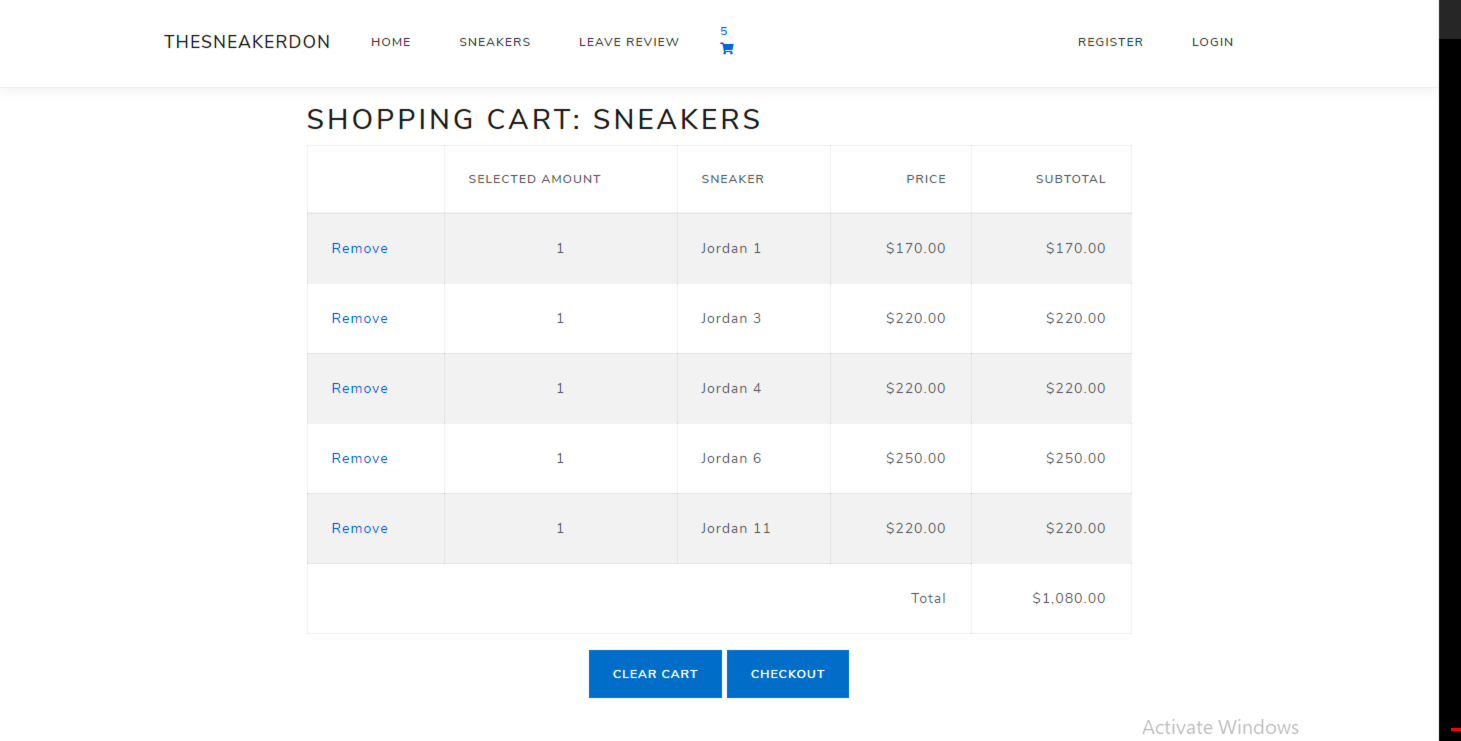 5
THESNEAKERDON HOME SNEAKERS LEAVE REVIEW REGISTER LOGIN
SHOPPING CART: SNEAKERS
SELECTED AMOUNT SNEAKER PRICE SUBTOTAL
Remove 1 Jordan 1 $170.00 $170.00
Remove 1 Jordan 3 $220.00 $220.00
Remove 1 Jordan 4 $220.00 $220.00
Remove 1 Jordan 6 $250.00 $250.00
Remove 1 Jordan 11 $220.00 $220.00
Total $1,080.00
CLEAR CART CHECKOUT
Activate Windows